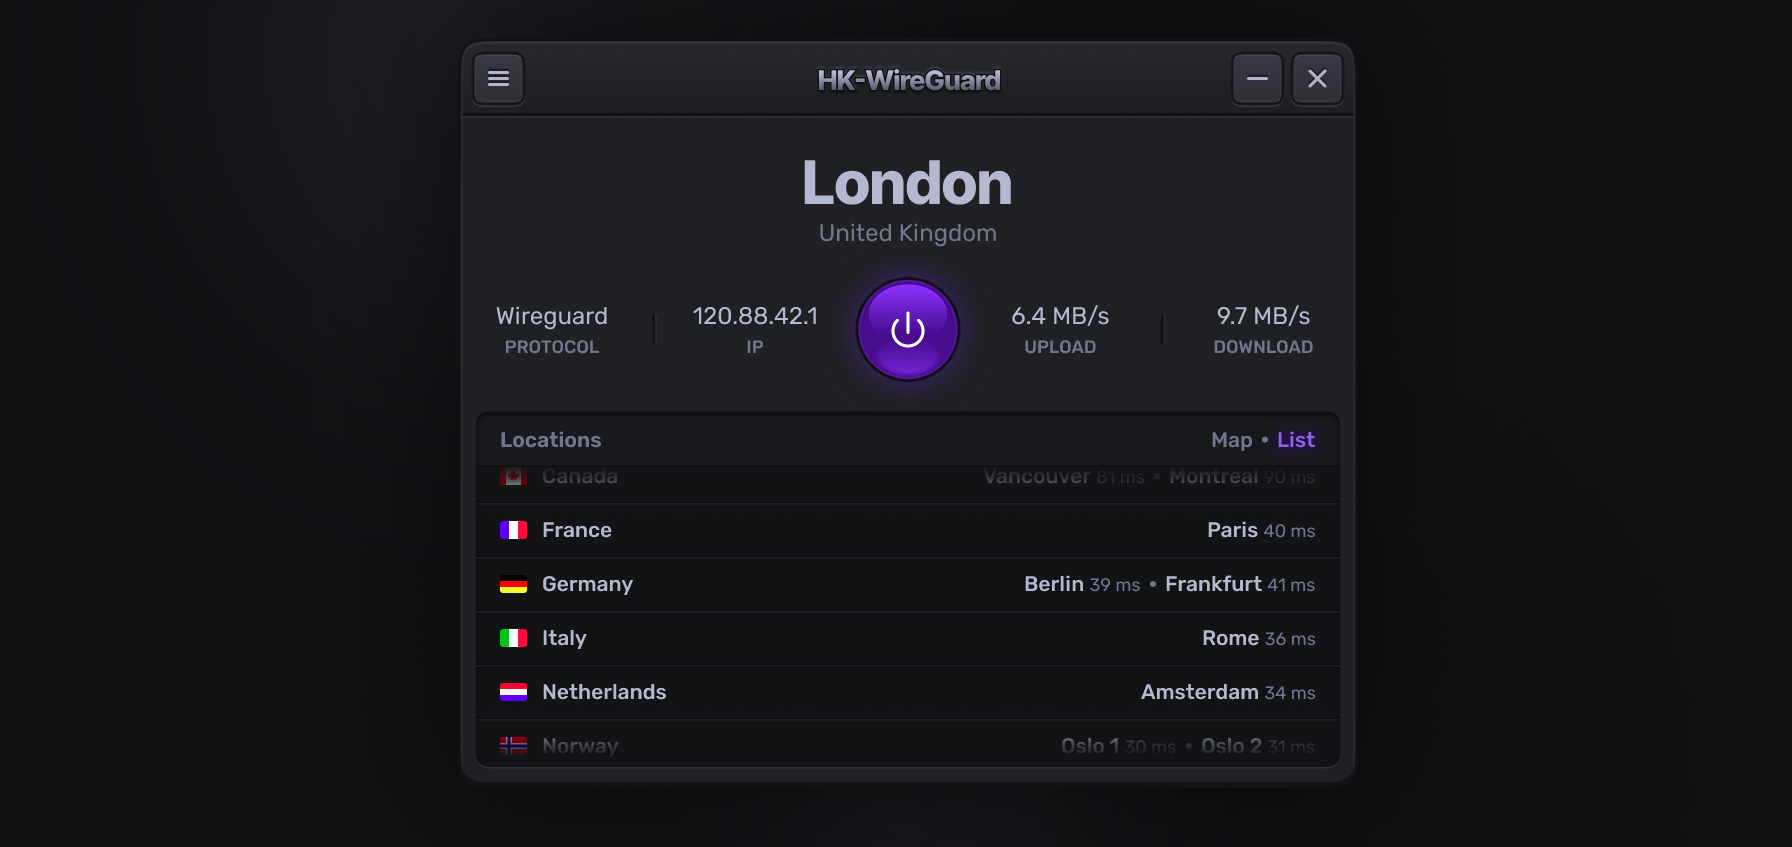 HK-WireGuard
London
United Kingdom
Wireguard
PROTOCOL
120.88.42.1
IP
6.4 MB/s
UPLOAD
9.7 MB/s
DOWNLOAD
Locations Map • List
Canada Vancouver 81 ms • Montreal 90 ms
France Paris 40 ms
Germany Berlin 39 ms • Frankfurt 41 ms
Italy Rome 36 ms
Netherlands Amsterdam 34 ms
Norway Oslo 1 30 ms • Oslo 2 31 ms